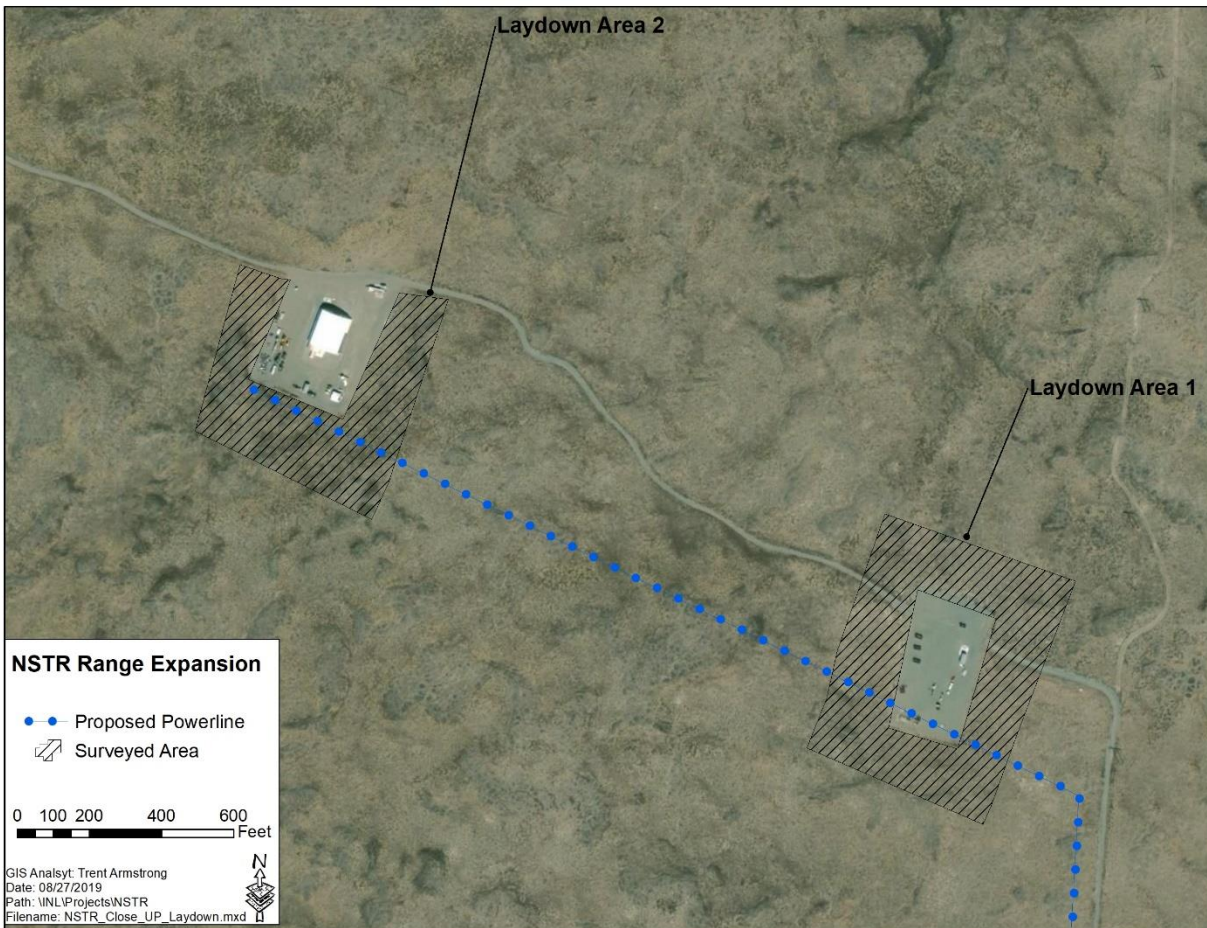 Laydown Area 2
Laydown Area 1
NSTR Range Expansion
Proposed Powerline
Surveyed Area
0 100 200 400 600
Feet
GIS Analsyt: Trent Armstrong
Date: 08/27/2019
Path: \INL\Projects\NSTR
Filename: NSTR_Close_UP_Laydown.mxd
N